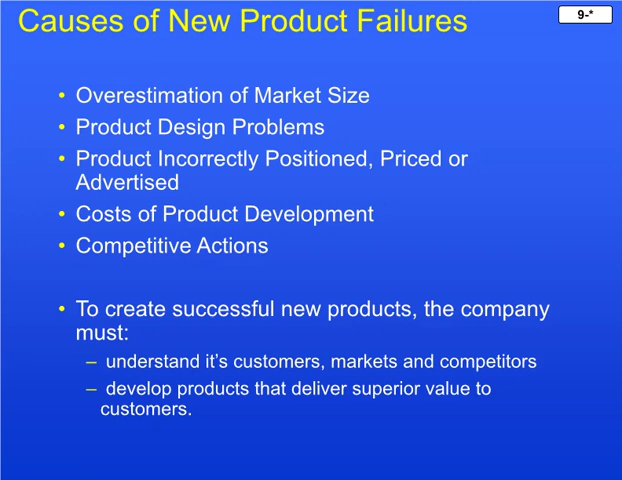 Causes of New Product Failures
9-*
• Overestimation of Market Size
• Product Design Problems
• Product Incorrectly Positioned, Priced or
Advertised
• Costs of Product Development
• Competitive Actions
• To create successful new products, the company
must:
– understand it’s customers, markets and competitors
– develop products that deliver superior value to
customers.